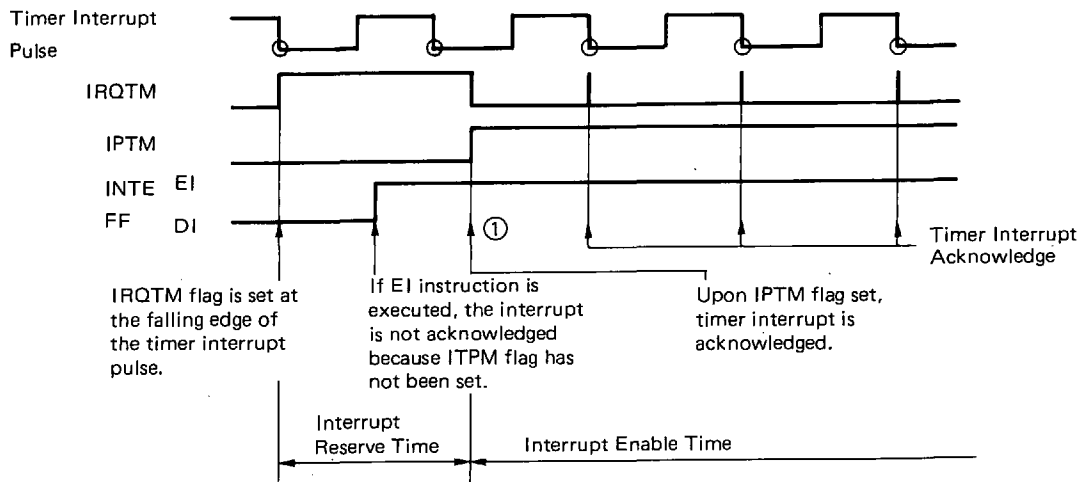 Timer Interrupt
Pulse
IRQTM
IPTM
INTE EI
FF DI
①
Timer Interrupt
Acknowledge
IRQTM flag is set at
the falling edge of
the timer interrupt
pulse.
If EI instruction is
executed, the interrupt
is not acknowledged
because ITPM flag has
not been set.
Upon IPTM flag set,
timer interrupt is
acknowledged.
Interrupt
Reserve Time
Interrupt Enable Time